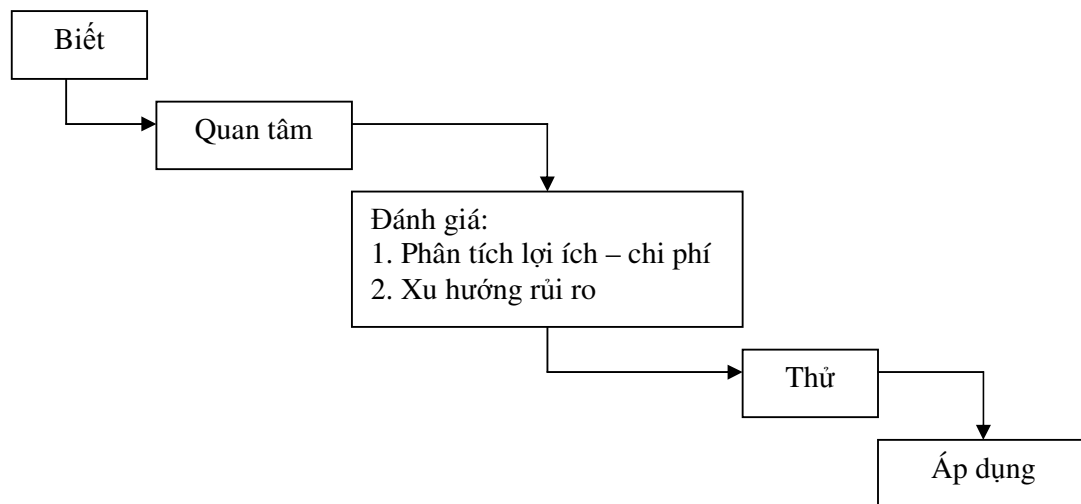 Biết
Quan tâm
Đánh giá:
1. Phân tích lợi ích – chi phí
2. Xu hướng rủi ro
Thử
Áp dụng